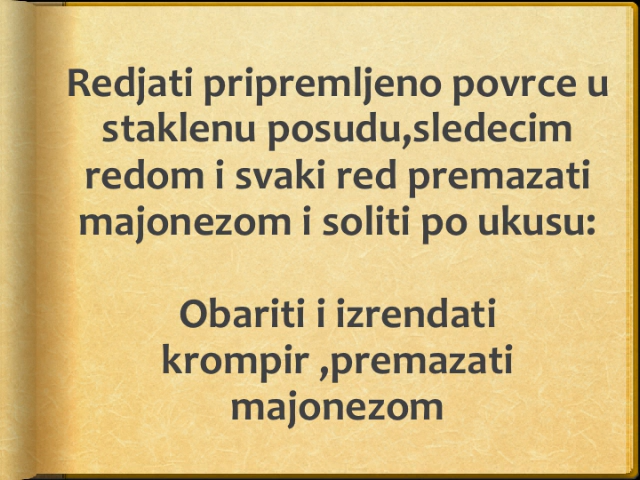 Redjati pripremljeno povrce u
staklenu posudu,sledecim
redom i svaki red premazati
majonezom i soliti po ukusu:
Obariti i izrendati
krompir ,premazati
majonezom